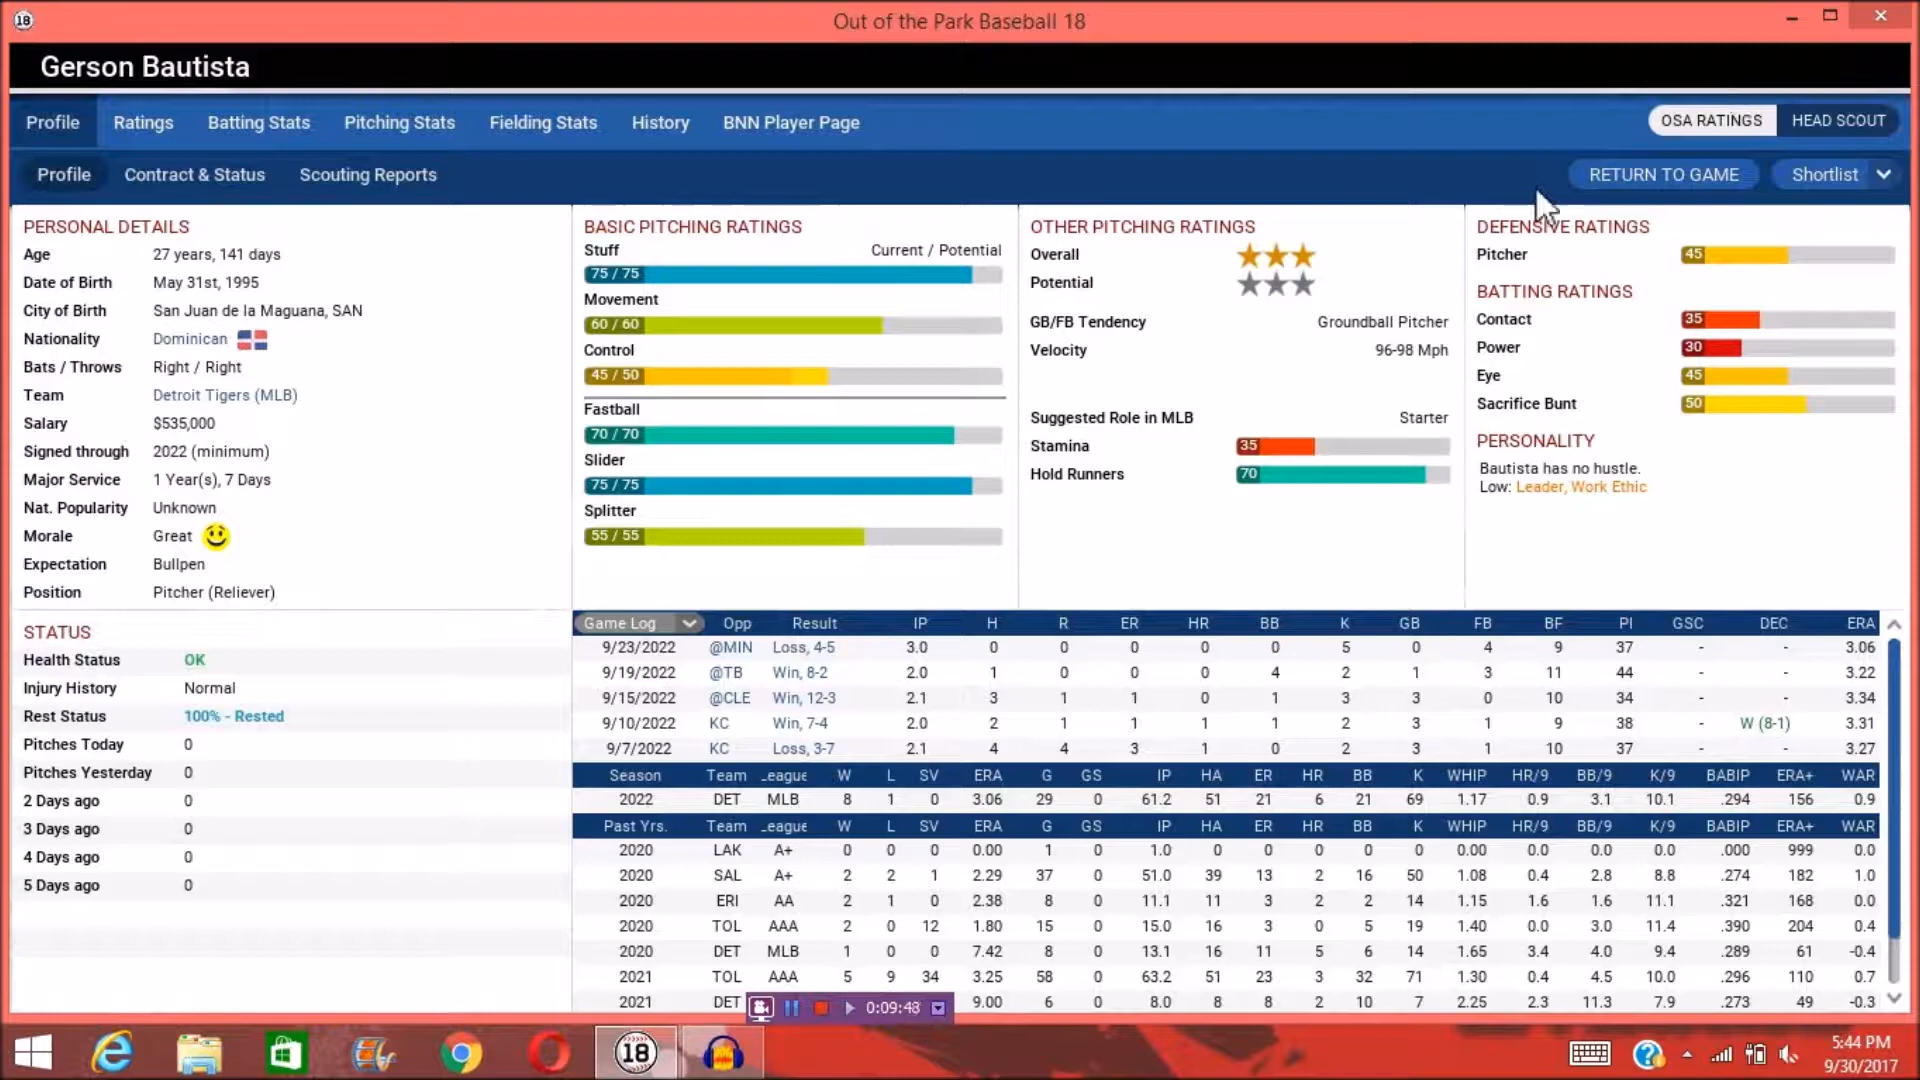 18 Out of the Park Baseball 18
Gerson Bautista
Profile Ratings Batting Stats Pitching Stats Fielding Stats History BNN Player Page OSA RATINGS HEAD SCOUT
Profile Contract & Status Scouting Reports RETURN TO GAME Shortlist
PERSONAL DETAILS
Age 27 years, 141 days
Date of Birth May 31st, 1995
City of Birth San Juan de la Maguana, SAN
Nationality Dominican
Bats / Throws Right / Right
Team Detroit Tigers (MLB)
Salary $535,000
Signed through 2022 (minimum)
Major Service 1 Year(s), 7 Days
Nat. Popularity Unknown
Morale Great
Expectation Bullpen
Position Pitcher (Reliever)
STATUS
Health Status OK
Injury History Normal
Rest Status 100% - Rested
Pitches Today 0
Pitches Yesterday 0
2 Days ago 0
3 Days ago 0
4 Days ago 0
5 Days ago 0
BASIC PITCHING RATINGS
Stuff Current / Potential
75 / 75
Movement
60 / 60
Control
45 / 50
Fastball
70 / 70
Slider
75 / 75
Splitter
55 / 55
OTHER PITCHING RATINGS
Overall
Potential
GB/FB Tendency Groundball Pitcher
Velocity 96-98 Mph
Suggested Role in MLB Starter
Stamina 35
Hold Runners 70
DEFENSIVE RATINGS
Pitcher 45
BATTING RATINGS
Contact 35
Power 30
Eye 45
Sacrifice Bunt 50
PERSONALITY
Bautista has no hustle.
Low: Leader, Work Ethic
Game Log Opp Result IP H R ER HR BB K GB FB BF PI GSC DEC ERA
9/23/2022 @MIN Loss, 4-5 3.0 0 0 0 0 0 5 0 4 9 37 - - 3.06
9/19/2022 @TB Win, 8-2 2.0 1 0 0 0 4 2 1 3 11 44 - - 3.22
9/15/2022 @CLE Win, 12-3 2.1 3 1 1 0 1 3 3 0 10 34 - - 3.34
9/10/2022 KC Win, 7-4 2.0 2 1 1 1 1 2 3 1 9 38 - W (8-1) 3.31
9/7/2022 KC Loss, 3-7 2.1 4 4 3 1 0 2 3 1 10 37 - - 3.27
Season Team League W L SV ERA G GS IP HA ER HR BB K WHIP HR/9 BB/9 K/9 BABIP ERA+ WAR
2022 DET MLB 8 1 0 3.06 29 0 61.2 51 21 6 21 69 1.17 0.9 3.1 10.1 .294 156 0.9
Past Yrs. Team League W L SV ERA G GS IP HA ER HR BB K WHIP HR/9 BB/9 K/9 BABIP ERA+ WAR
2020 LAK A+ 0 0 0 0.00 1 0 1.0 0 0 0 0 0 0.00 0.0 0.0 0.0 .000 999 0.0
2020 SAL A+ 2 2 1 2.29 37 0 51.0 39 13 2 16 50 1.08 0.4 2.8 8.8 .274 182 1.0
2020 ERI AA 2 1 0 2.38 8 0 11.1 11 3 2 2 14 1.15 1.6 1.6 11.1 .321 168 0.0
2020 TOL AAA 2 0 12 1.80 15 0 15.0 16 3 0 5 19 1.40 0.0 3.0 11.4 .390 204 0.4
2020 DET MLB 1 0 0 7.42 8 0 13.1 16 11 5 6 14 1.65 3.4 4.0 9.4 .289 61 -0.4
2021 TOL AAA 5 9 34 3.25 58 0 63.2 51 23 3 32 71 1.30 0.4 4.5 10.0 .296 110 0.7
2021 DET 9.00 6 0 8.0 8 8 2 10 7 2.25 2.3 11.3 7.9 .273 49 -0.3
0:09:48
18
5:44 PM
9/30/2017